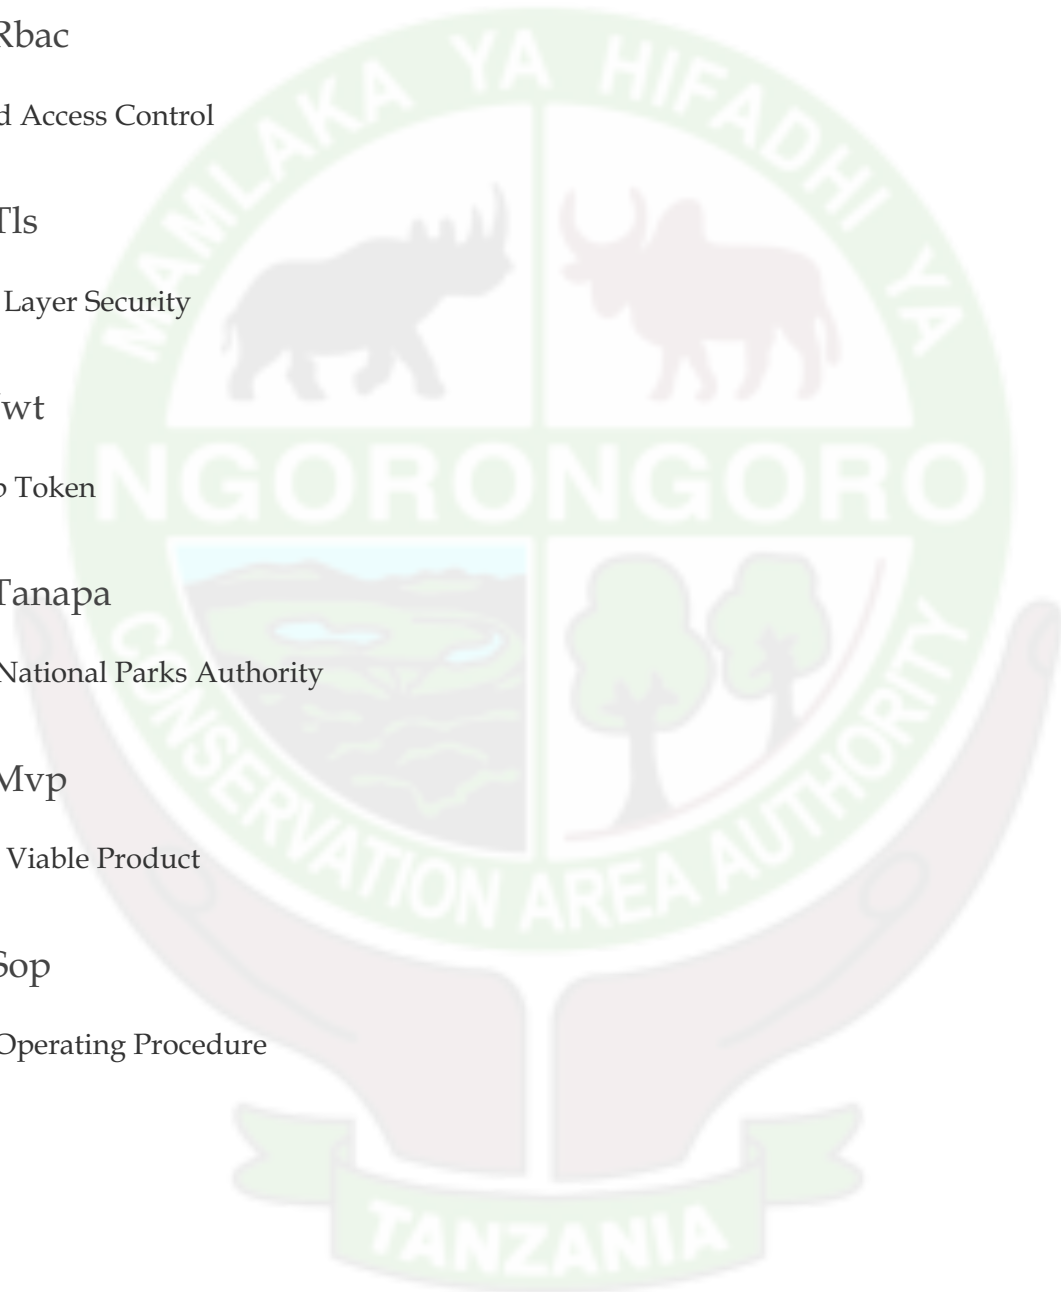 Rbac
d Access Control
Tls
Layer Security
wt
Token
Tanapa
National Parks Authority
Mvp
Viable Product
Sop
Operating Procedure
MAMLAKA YA HIFADHI YA
NGORONGORO
CONSERVATION AREA AUTHORITY
TANZANIA